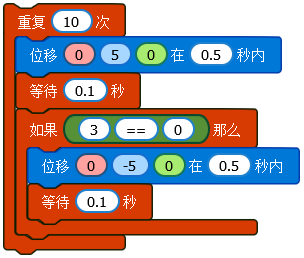 重复 10 次
位移 0 5 0 在 0.5 秒内
等待 0.1 秒
如果 3 == 0 那么
位移 0 -5 0 在 0.5 秒内
等待 0.1 秒